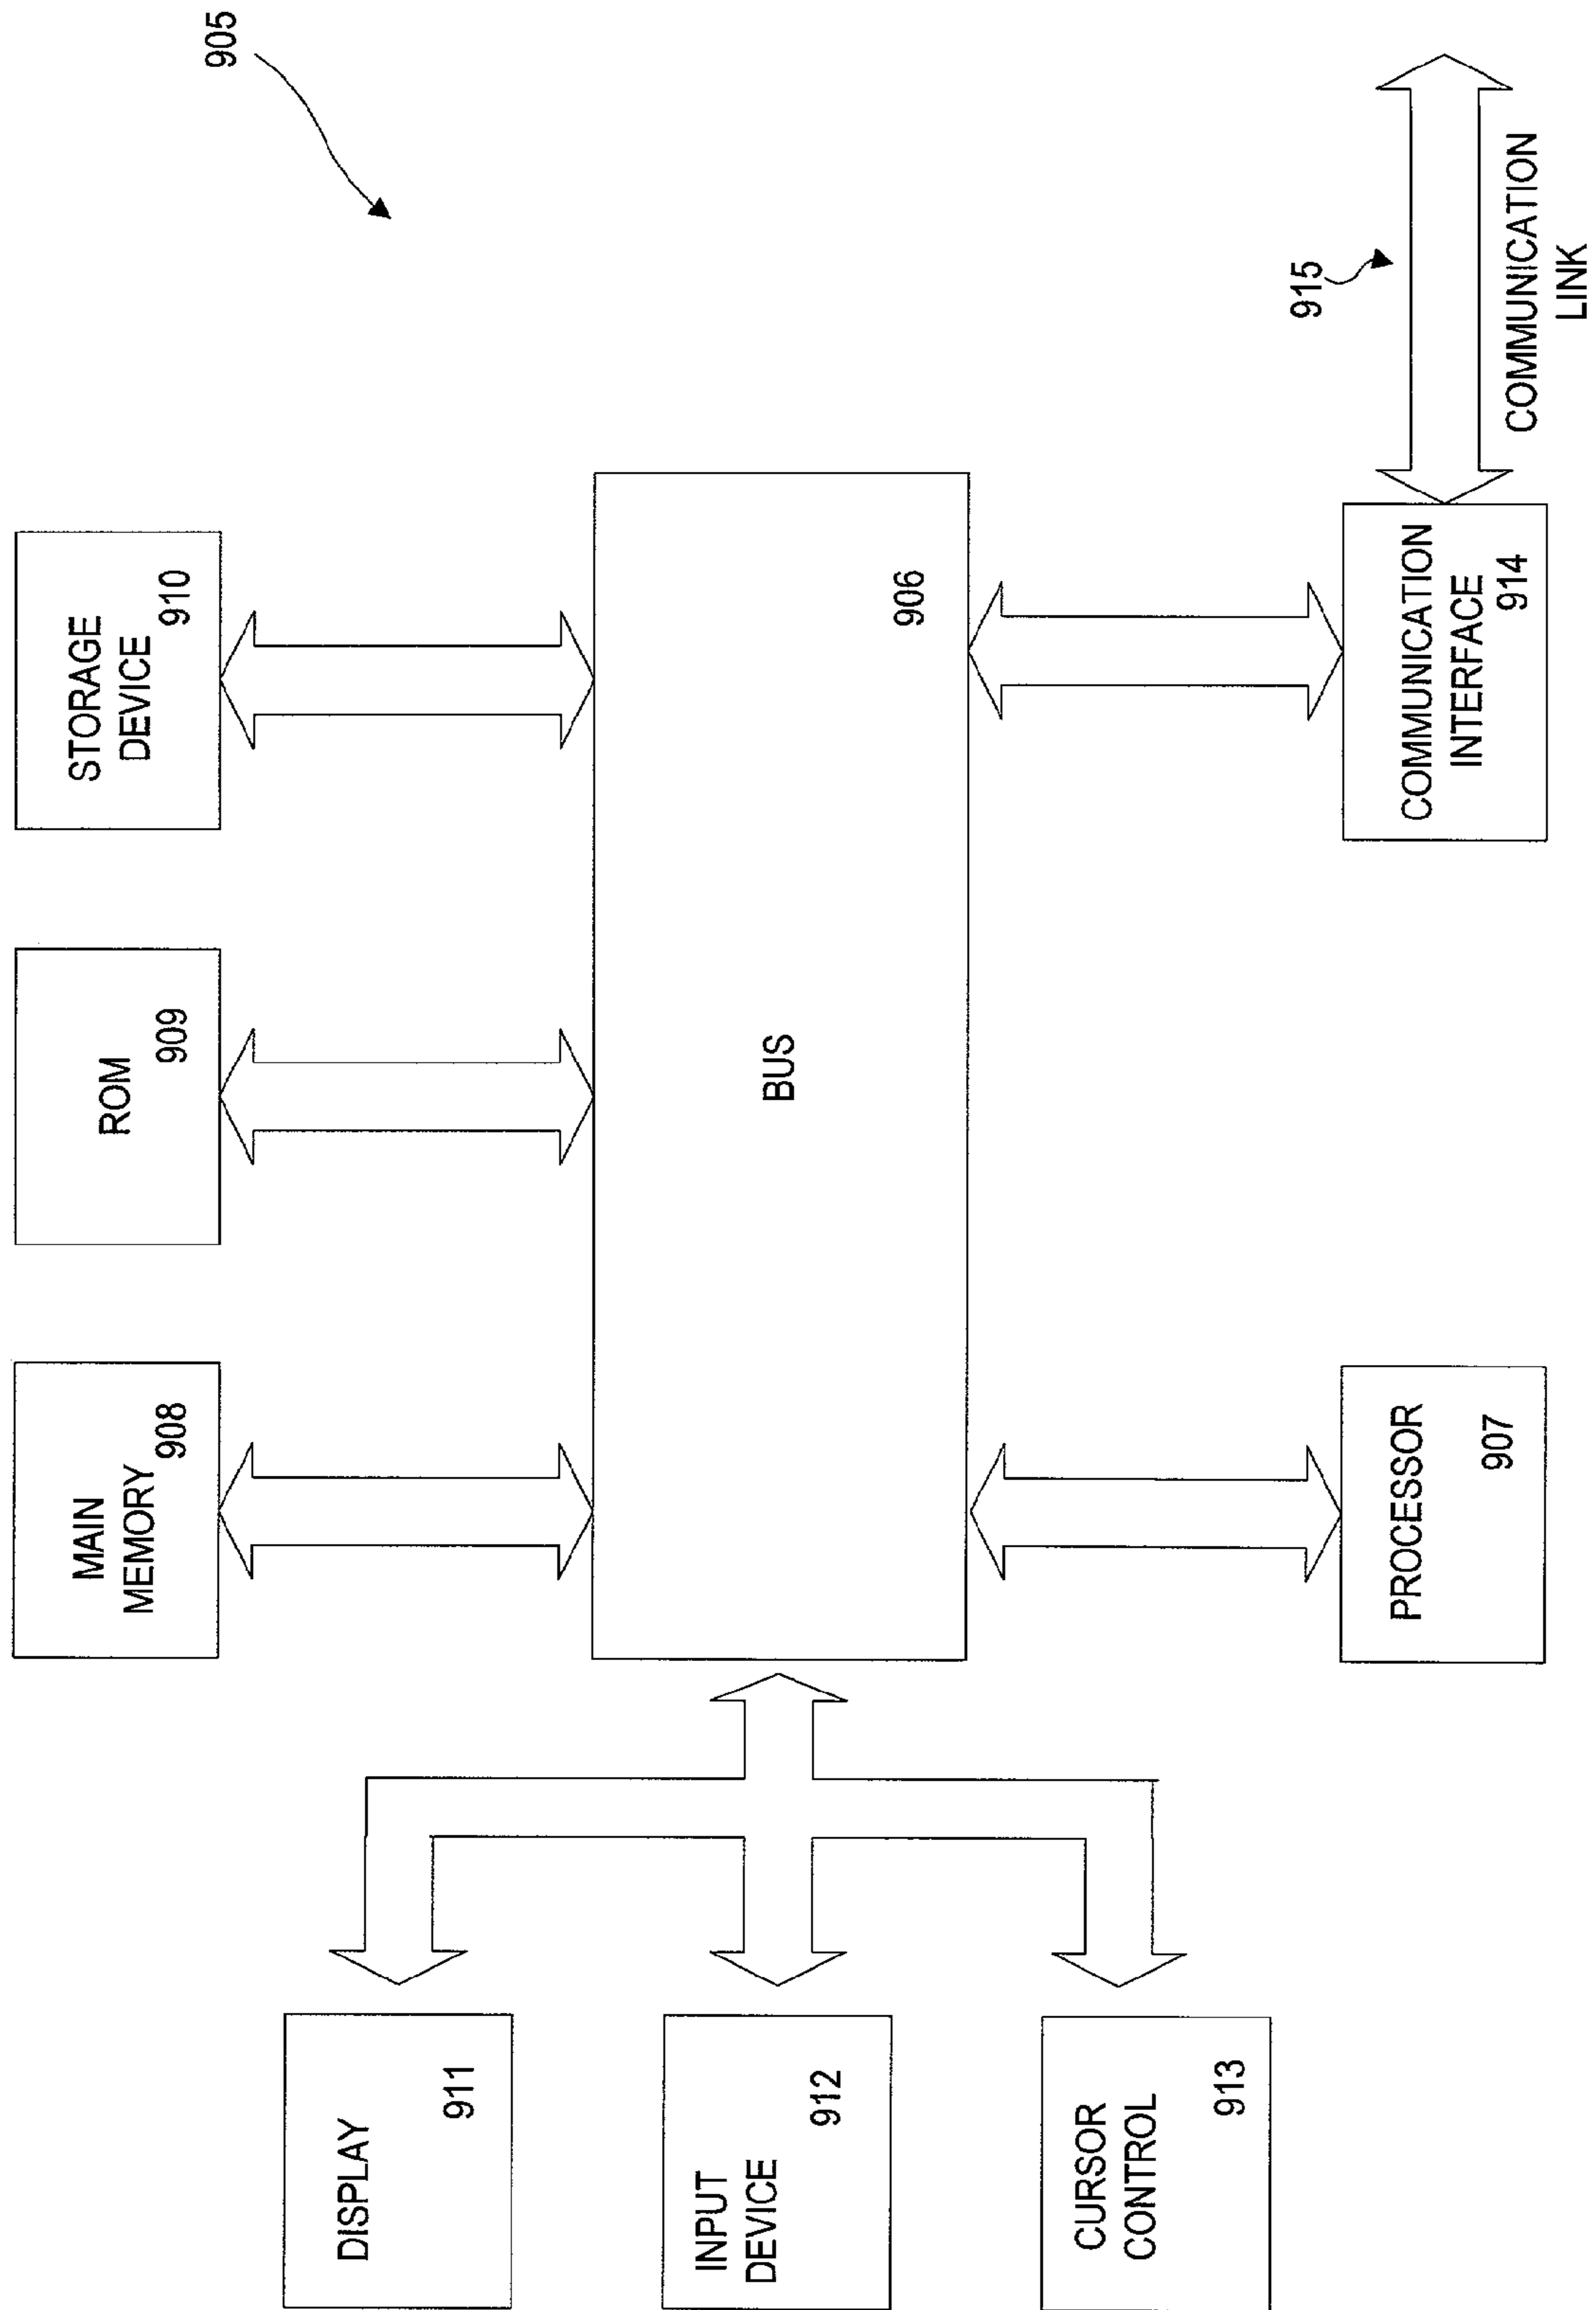 905
MAIN
MEMORY
908
ROM
909
STORAGE
DEVICE
910
DISPLAY
911
INPUT
DEVICE
912
CURSOR
CONTROL
913
BUS
906
PROCESSOR
907
COMMUNICATION
INTERFACE
914
915
COMMUNICATION
LINK